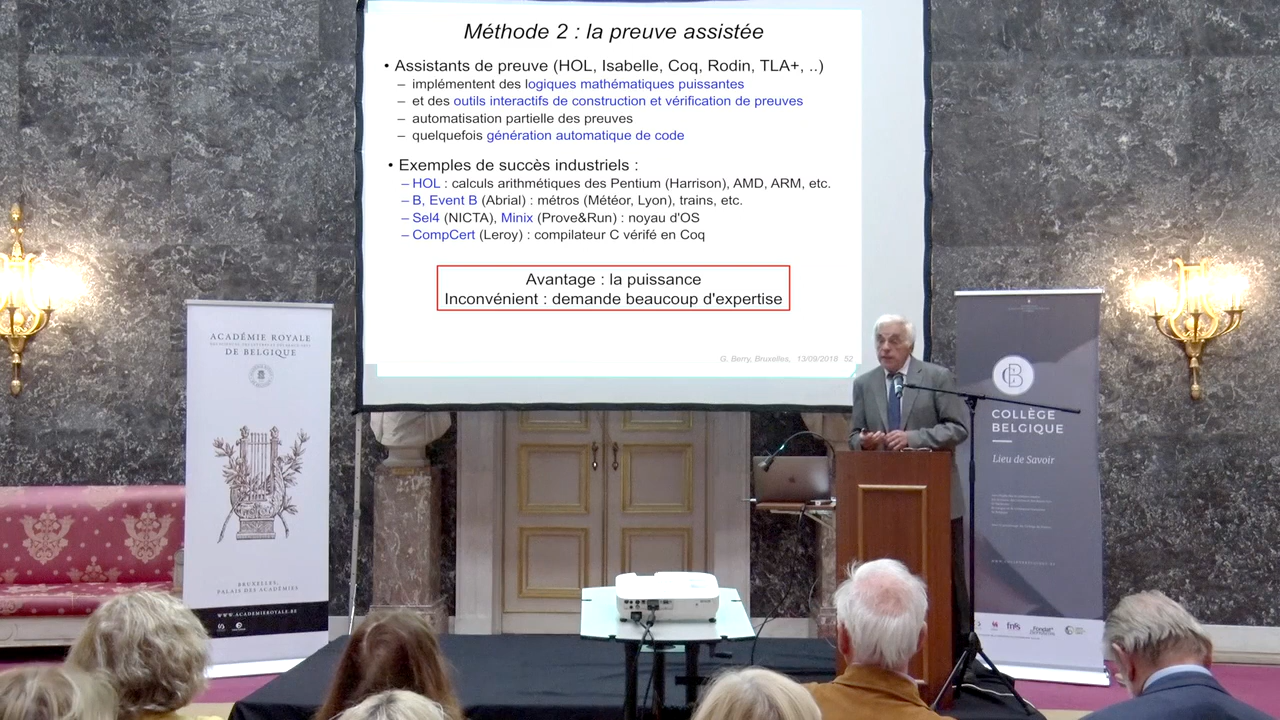 Méthode 2 : la preuve assistée
• Assistants de preuve (HOL, Isabelle, Coq, Rodin, TLA+, ..)
– implémentent des logiques mathématiques puissantes
– et des outils interactifs de construction et vérification de preuves
– automatisation partielle des preuves
– quelquefois génération automatique de code
• Exemples de succès industriels :
– HOL : calculs arithmétiques des Pentium (Harrison), AMD, ARM, etc.
– B, Event B (Abrial) : métros (Météor, Lyon), trains, etc.
– Sel4 (NICTA), Minix (Prove&Run) : noyau d'OS
– CompCert (Leroy) : compilateur C vérifé en Coq
Avantage : la puissance
Inconvénient : demande beaucoup d'expertise
G. Berry, Bruxelles, 13/09/2018 52
ACADÉMIE ROYALE
DE BELGIQUE
BRUXELLES,
PALAIS DES ACADÉMIES
WWW.ACADEMIEROYALE.BE
CB
COLLÈGE
BELGIQUE
Lieu de Savoir
fnrs